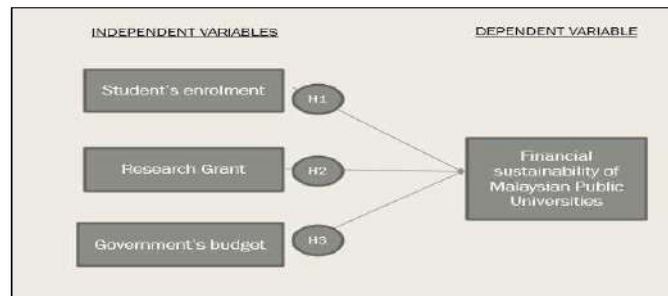 INDEPENDENT VARIABLES
DEPENDENT VARIABLE
Student's enrolment
H1
Research Grant
H2
Government's budget
H3
Financial
sustainability of
Malaysian Public
Universities